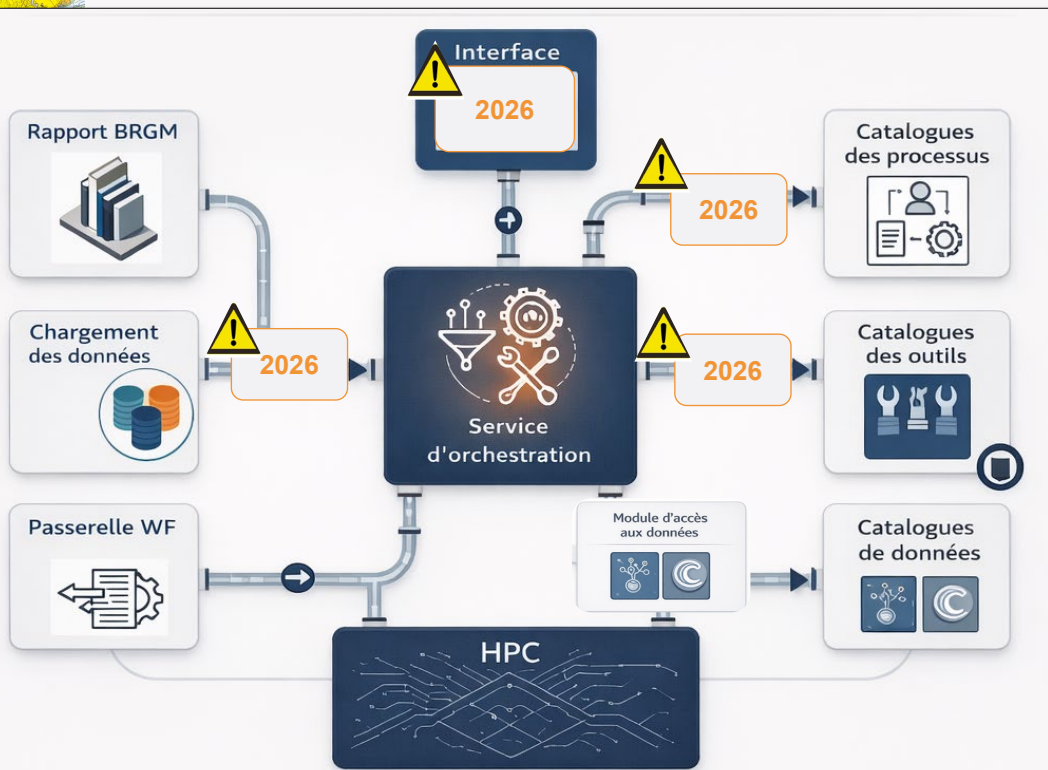 Interface
2026
Rapport BRGM
Catalogues
des processus
2026
Chargement
des données
2026
Service
d'orchestration
2026
Catalogues
des outils
Passerelle WF
Module d'accès
aux données
Catalogues
de données
HPC